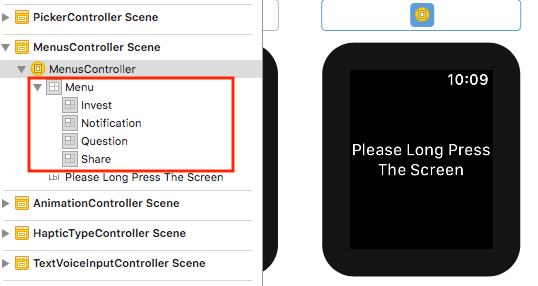 PickerController Scene
MenusController Scene
MenusController
Menu
Invest
Notification
Question
Share
Lbl Please Long Press The Screen
AnimationController Scene
HapticTypeController Scene
TextVoiceInputController Scene
10:09
Please Long Press
The Screen